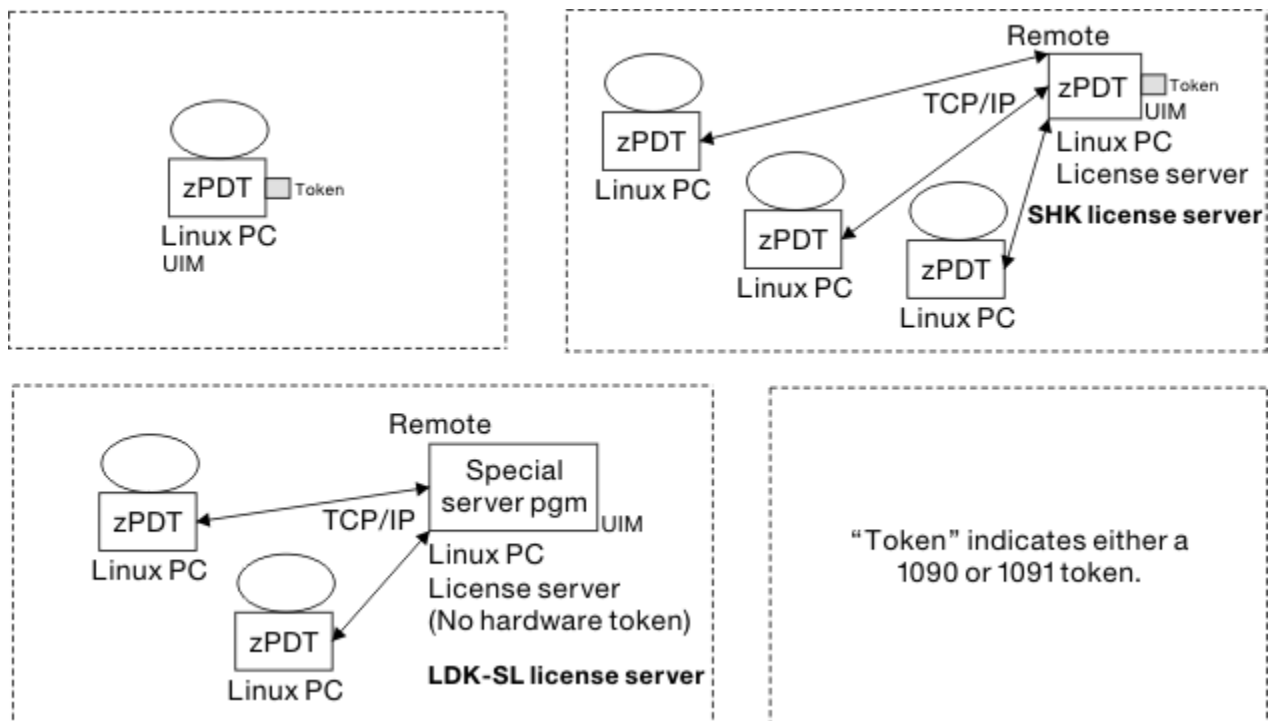 zPDT
Token
Linux PC
UIM
Remote
zPDT
Token
UIM
TCP/IP
Linux PC
License server
SHK license server
zPDT
Linux PC
zPDT
Linux PC
zPDT
Linux PC
Remote
Special
server pgm
UIM
TCP/IP
Linux PC
License server
(No hardware token)
LDK-SL license server
zPDT
Linux PC
zPDT
Linux PC
“Token” indicates either a
1090 or 1091 token.